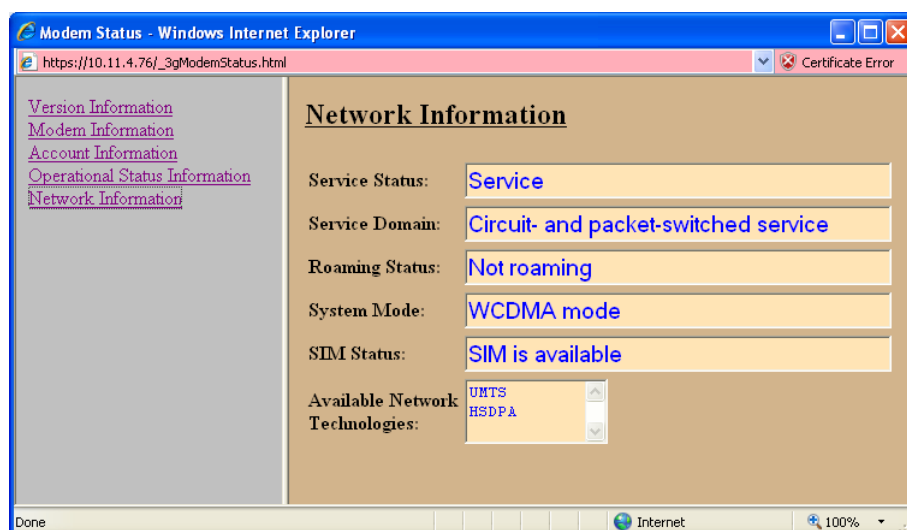 Modem Status - Windows Internet Explorer
https://10.11.4.76/_3gModemStatus.html
Certificate Error
Version Information
Modem Information
Account Information
Operational Status Information
Network Information
Network Information
Service Status: Service
Service Domain: Circuit- and packet-switched service
Roaming Status: Not roaming
System Mode: WCDMA mode
SIM Status: SIM is available
Available Network
Technologies:
UMTS
HSDPA
Done
Internet
100%